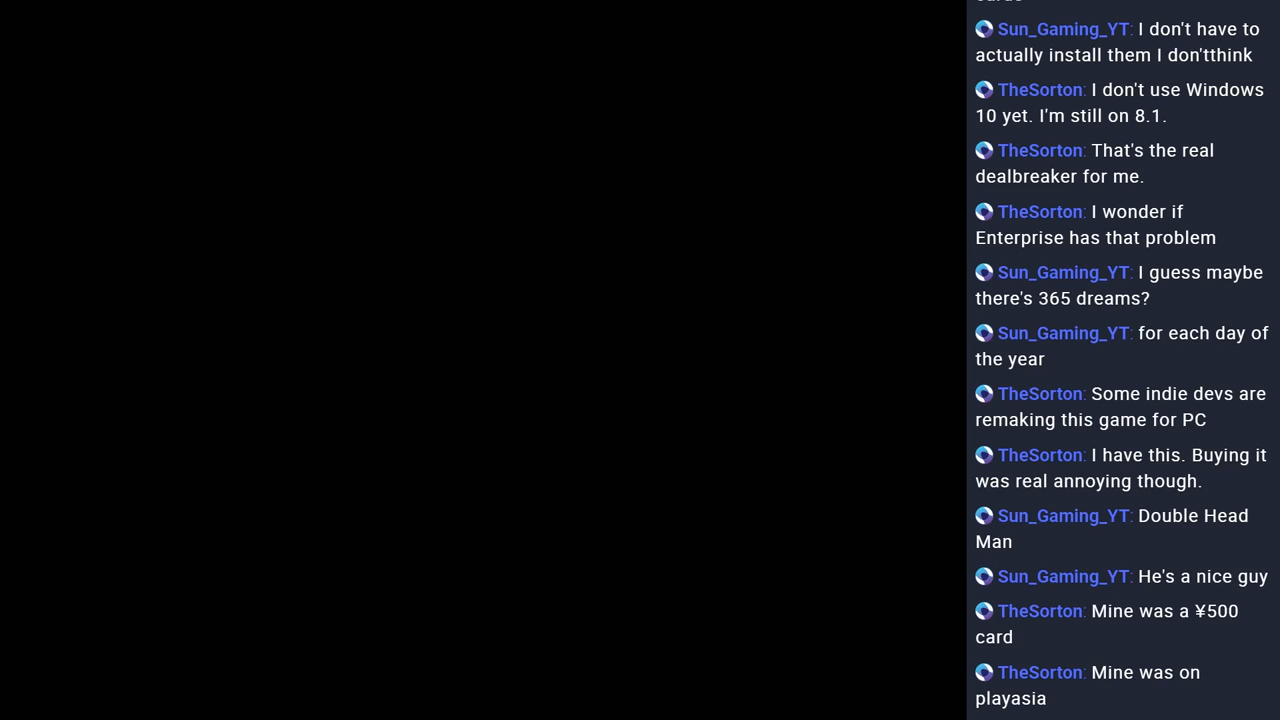 Sun_Gaming_YT: I don't have to
actually install them I don'tthink
TheSorton: I don't use Windows
10 yet. I'm still on 8.1.
TheSorton: That's the real
dealbreaker for me.
TheSorton: I wonder if
Enterprise has that problem
Sun_Gaming_YT: I guess maybe
there's 365 dreams?
Sun_Gaming_YT: for each day of
the year
TheSorton: Some indie devs are
remaking this game for PC
TheSorton: I have this. Buying it
was real annoying though.
Sun_Gaming_YT: Double Head
Man
Sun_Gaming_YT: He's a nice guy
TheSorton: Mine was a ¥500
card
TheSorton: Mine was on
playasia